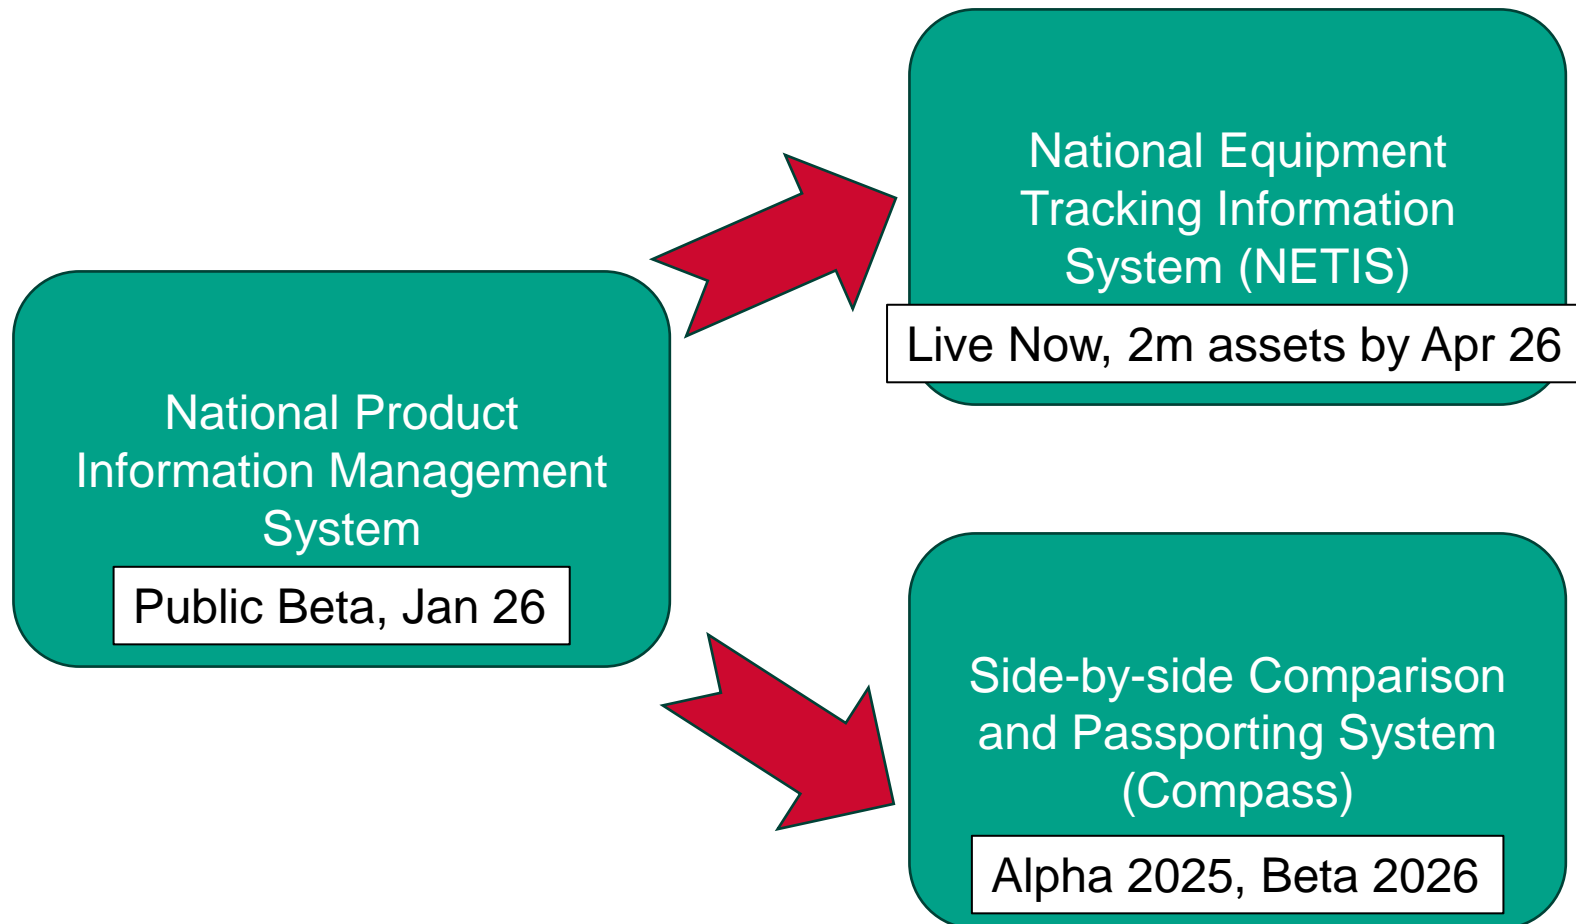 National Product
Information Management
System
Public Beta, Jan 26
National Equipment
Tracking Information
System (NETIS)
Live Now, 2m assets by Apr 26
Side-by-side Comparison
and Passporting System
(Compass)
Alpha 2025, Beta 2026